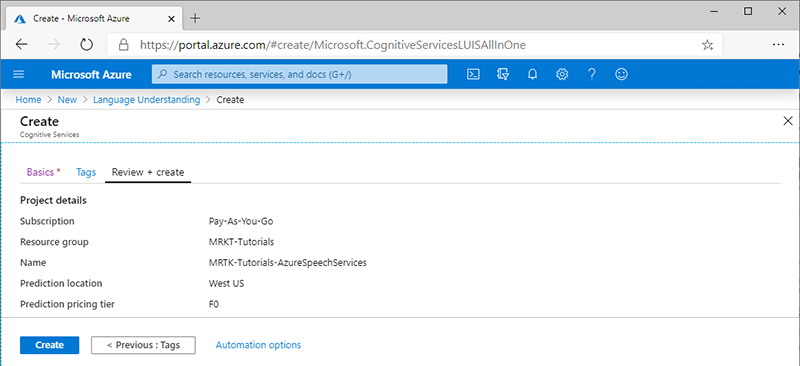 Create - Microsoft Azure
https://portal.azure.com/#create/Microsoft.CognitiveServicesLUISAllInOne
Microsoft Azure Search resources, services, and docs (G+/)
Home > New > Language Understanding > Create
Create
Cognitive Services
Basics * Tags Review + create
Project details
Subscription Pay-As-You-Go
Resource group MRKT-Tutorials
Name MRTK-Tutorials-AzureSpeechServices
Prediction location West US
Prediction pricing tier F0
Create < Previous : Tags Automation options